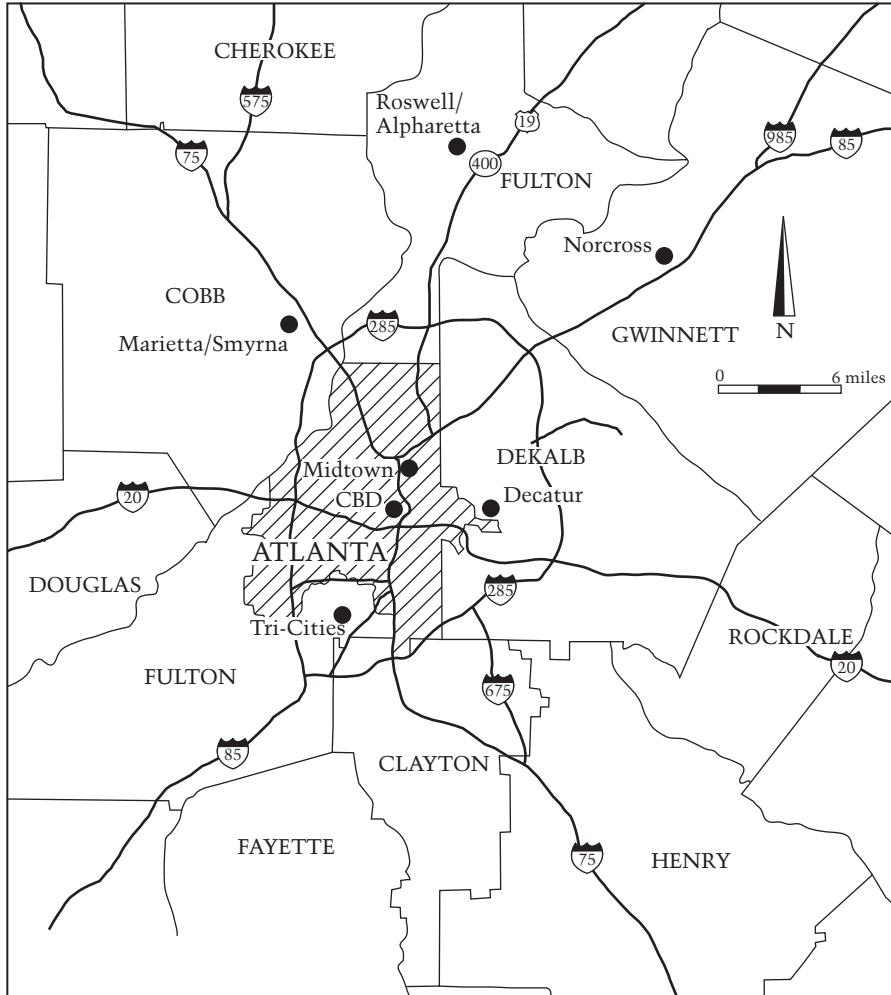 CHEROKEE
575
Roswell/
Alpharetta
19
75
400
985
85
FULTON
Norcross
COBB
285
Marietta/Smyrna
GWINNETT
N
0
6 miles
Midtown
DEKALB
20
CBD
Decatur
ATLANTA
DOUGLAS
285
Tri-Cities
ROCKDALE
20
FULTON
675
85
CLAYTON
FAYETTE
75
HENRY